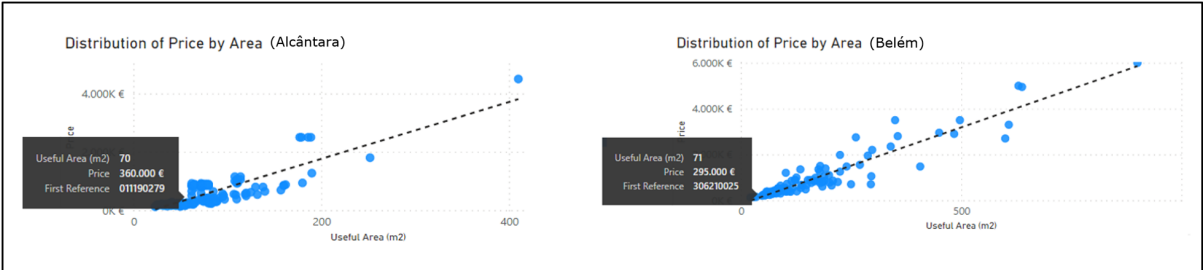 Distribution of Price by Area (Alcântara)
4.000K €
Useful Area (m2) 70
Price 360.000 €
First Reference 011190279
0K €
0 200 400
Useful Area (m2)
Distribution of Price by Area (Belém)
6.000K €
4.000K €
Price
Useful Area (m2) 71
Price 295.000 €
First Reference 306210025
0 500
Useful Area (m2)